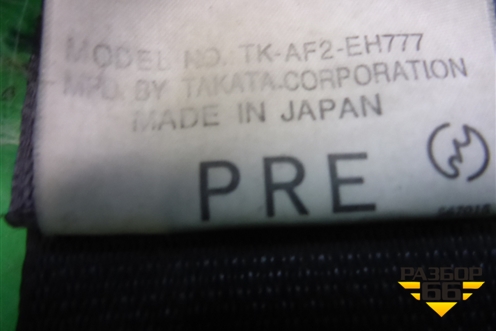 MODEL NO. TK-AF2-EH777
MFD. BY TAKATA CORPORATION
MADE IN JAPAN
PRE
РАЗБОР
66